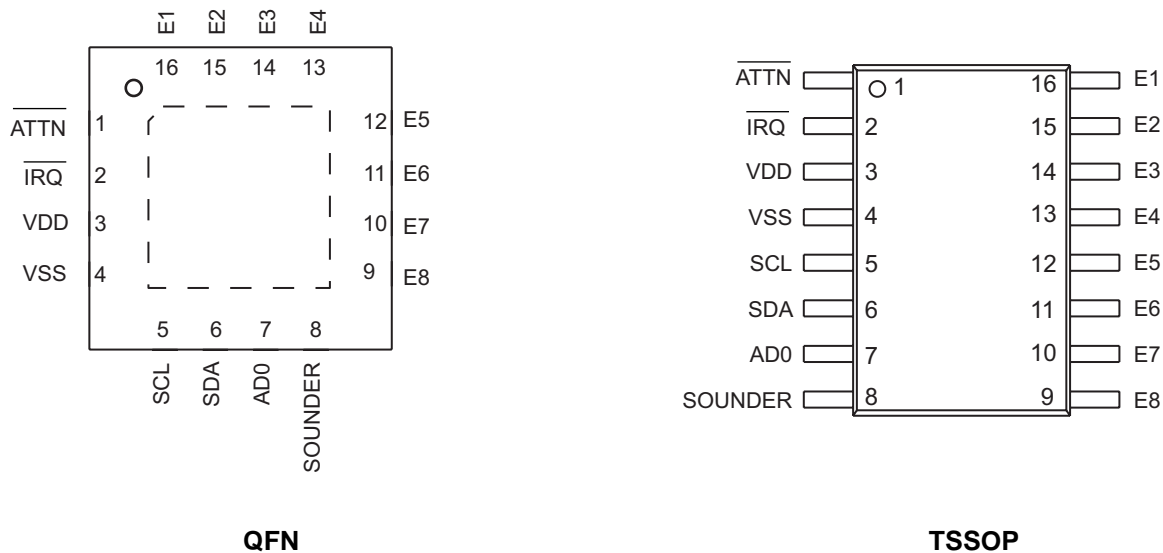 E1 E2 E3 E4
16 15 14 13
ATTN 1 12 E5
IRQ 2 11 E6
VDD 3 10 E7
VSS 4 9 E8
5 6 7 8
SCL SDA AD0 SOUNDER
QFN
ATTN 1 16 E1
IRQ 2 15 E2
VDD 3 14 E3
VSS 4 13 E4
SCL 5 12 E5
SDA 6 11 E6
AD0 7 10 E7
SOUNDER 8 9 E8
TSSOP